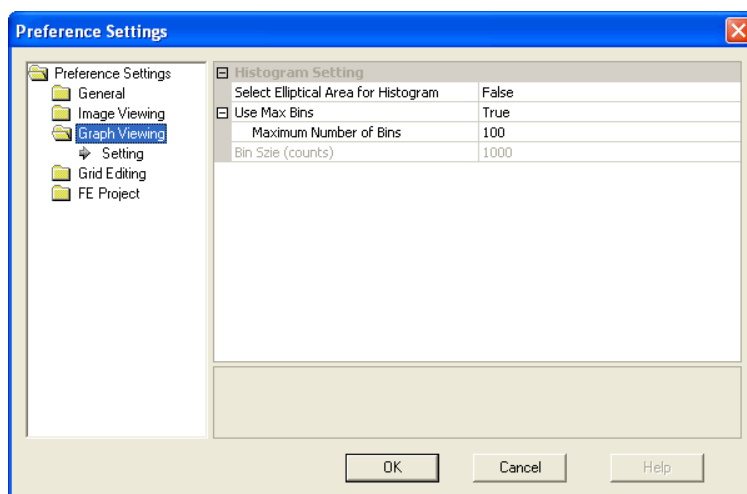 Preference Settings
Preference Settings
General
Image Viewing
Graph Viewing
Setting
Grid Editing
FE Project
Histogram Setting
Select Elliptical Area for Histogram False
Use Max Bins True
Maximum Number of Bins 100
Bin Szie (counts) 1000
OK Cancel Help